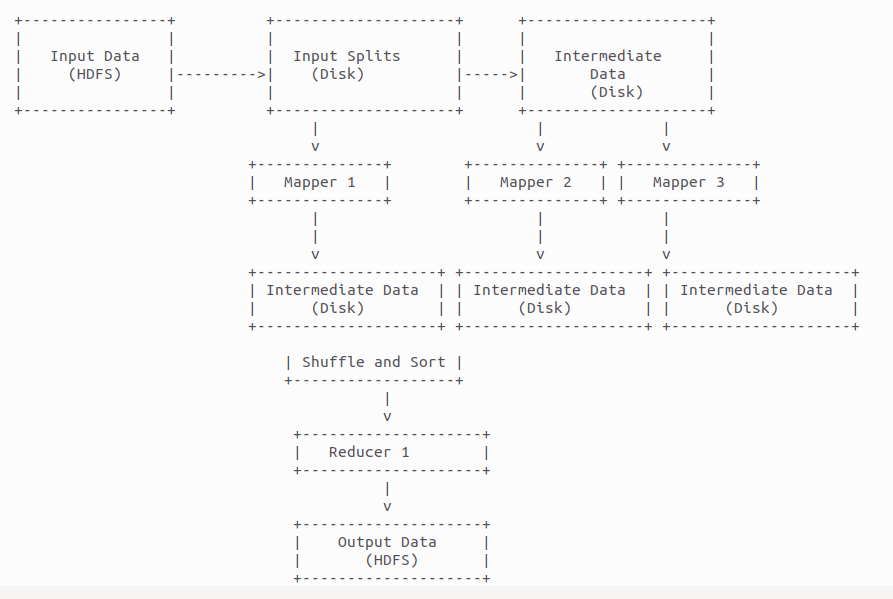 Input Data
(HDFS)
Input Splits
(Disk)
Intermediate
Data
(Disk)
Mapper 1
Mapper 2
Mapper 3
Intermediate Data
(Disk)
Intermediate Data
(Disk)
Intermediate Data
(Disk)
Shuffle and Sort
Reducer 1
Output Data
(HDFS)